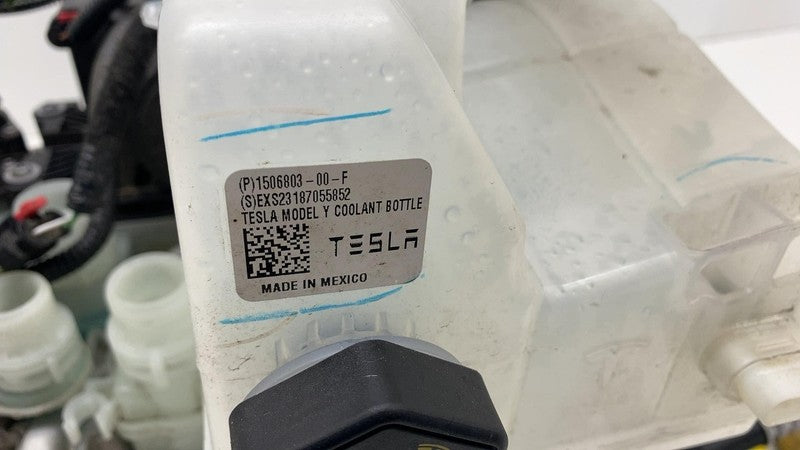 (P)1506803-00-F
(S)EXS23187055852
TESLA MODEL Y COOLANT BOTTLE
TESLA
MADE IN MEXICO